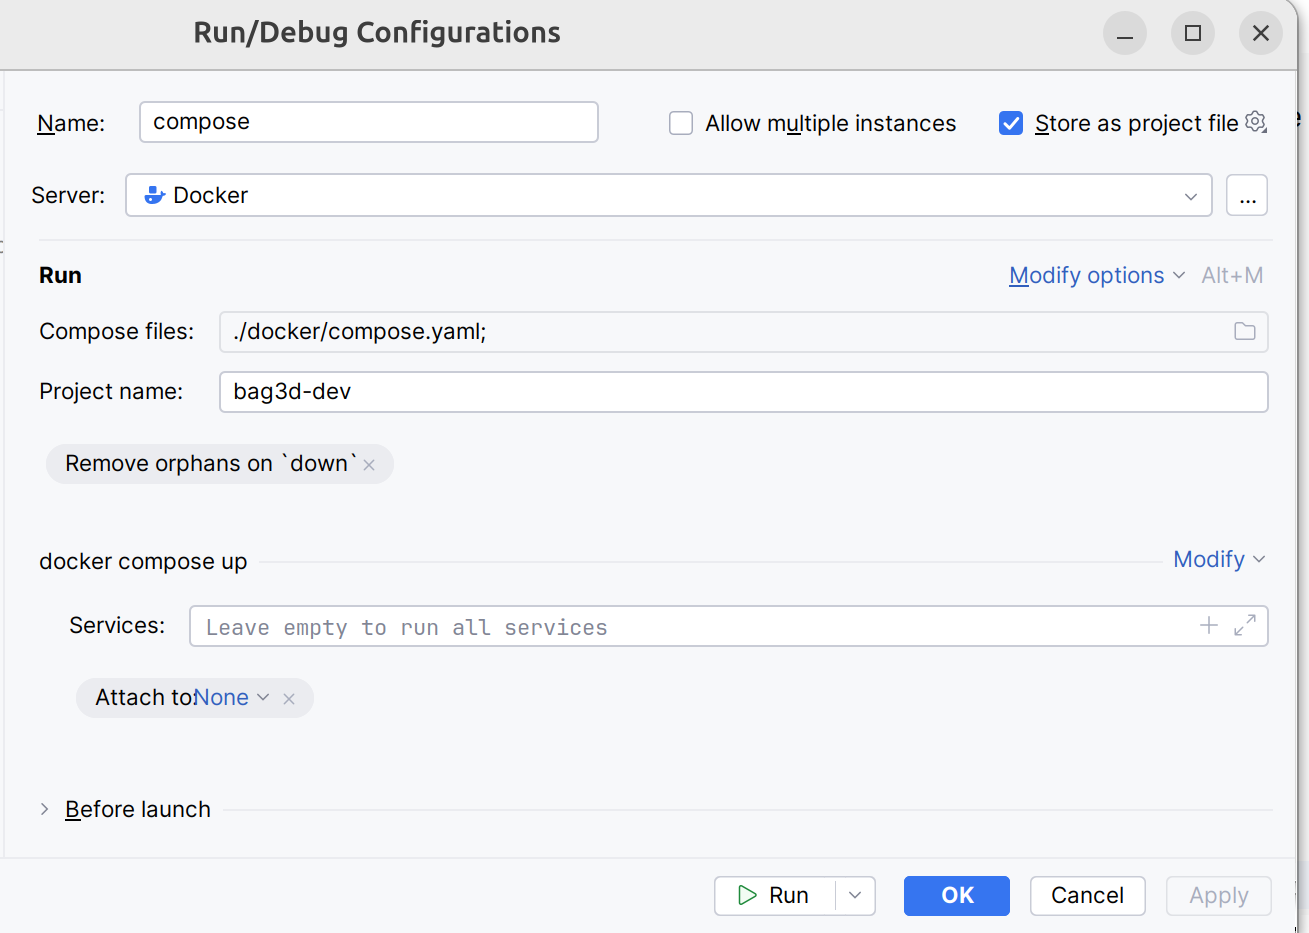 Run/Debug Configurations
Name: compose Allow multiple instances Store as project file
Server: Docker ...
Run Modify options Alt+M
Compose files: ./docker/compose.yaml;
Project name: bag3d-dev
Remove orphans on `down`
docker compose up Modify
Services: Leave empty to run all services
Attach to: None
Before launch
Run OK Cancel Apply